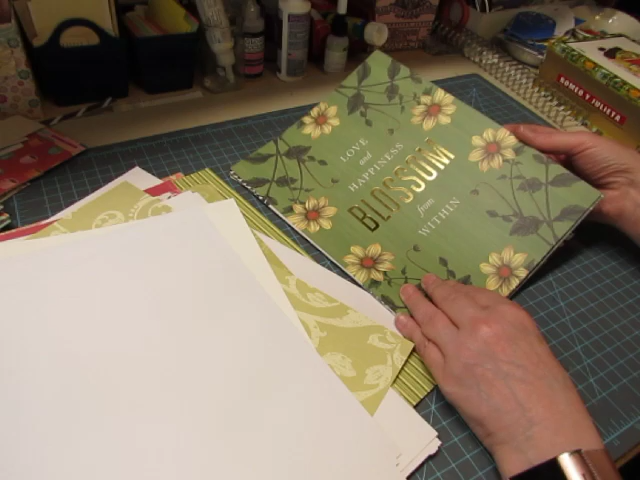 LOVE
and
HAPPINESS
BLOSSOM
from
WITHIN
ROMEO Y JULIETA